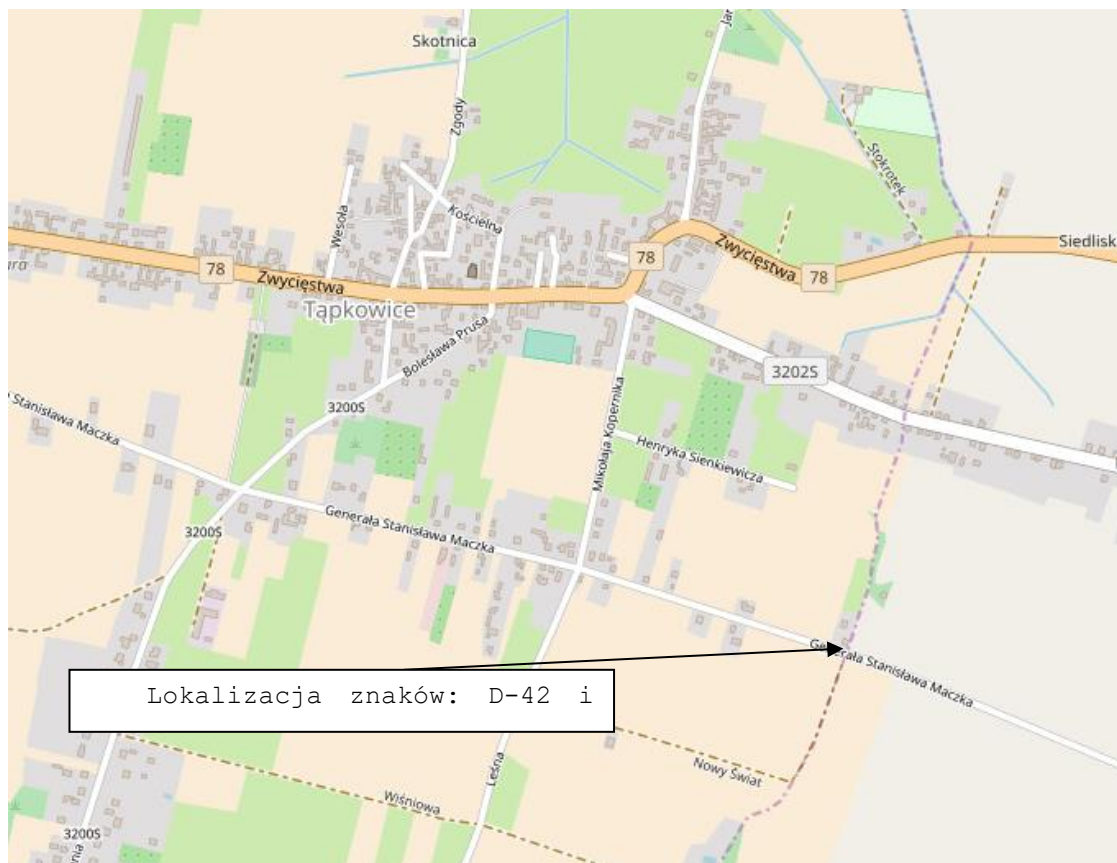 Skotnica
Jar
Zgody
Stokrotek
Kościelna
Wesoła
Zwycięstwa
78
78
78
Zwycięstwa
Siedlisk
Tąpkowice
Bolesława Prusa
3202S
3200S
Stanisława Maczka
Mikołaja Kopernika
Henryka Sienkiewicza
Generała Stanisława Maczka
3200S
Generała Stanisława Maczka
Lokalizacja znaków: D-42 i
Leśna
Nowy Świat
Wiśniowa
3200S